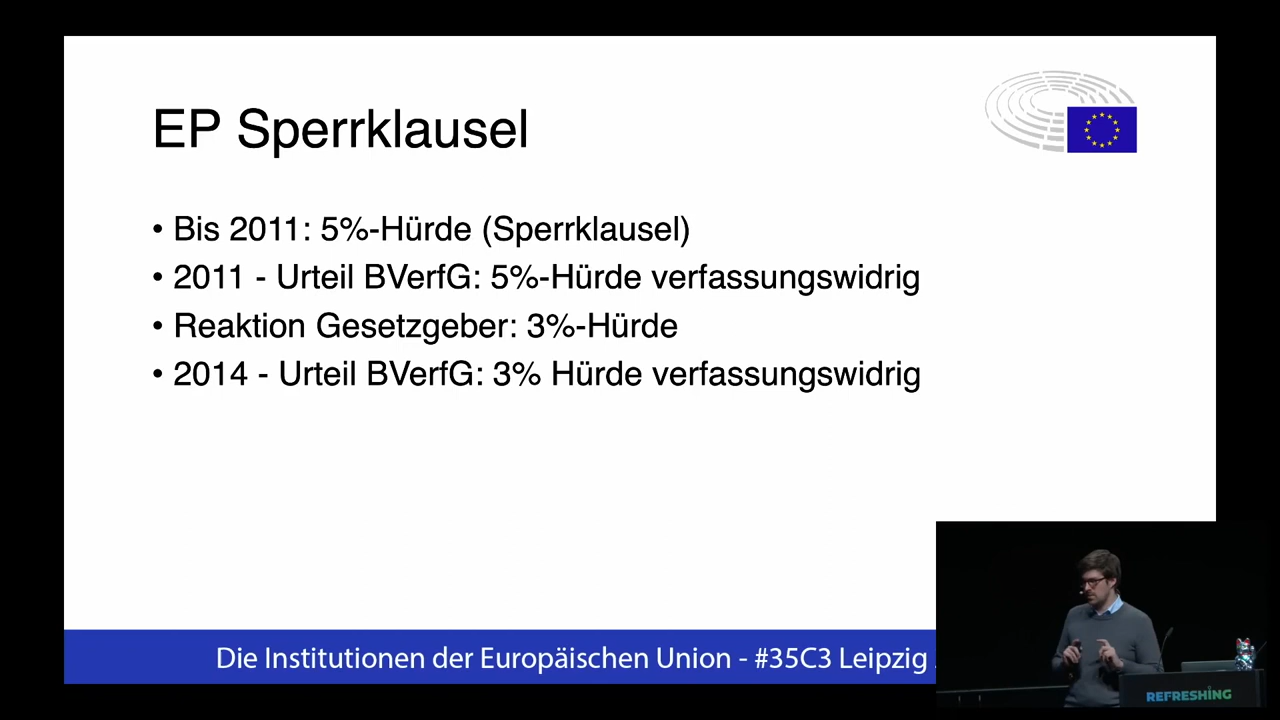 EP Sperrklausel
• Bis 2011: 5%-Hürde (Sperrklausel)
• 2011 - Urteil BVerfG: 5%-Hürde verfassungswidrig
• Reaktion Gesetzgeber: 3%-Hürde
• 2014 - Urteil BVerfG: 3% Hürde verfassungswidrig
Die Institutionen der Europäischen Union - #35C3 Leipzig
REFRESHING